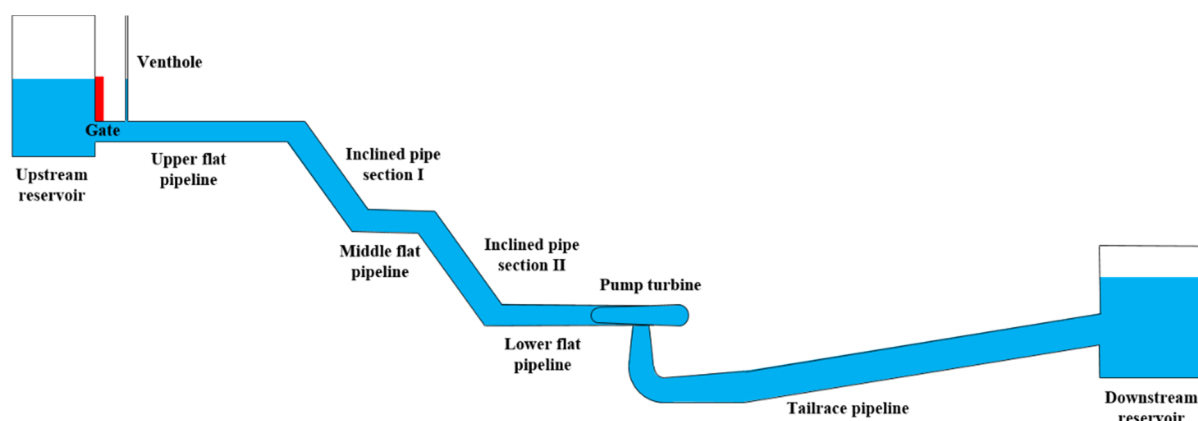 Venthole
Gate
Upstream
reservoir
Upper flat
pipeline
Inclined pipe
section I
Middle flat
pipeline
Inclined pipe
section II
Pump turbine
Lower flat
pipeline
Tailrace pipeline
Downstream
reservoir